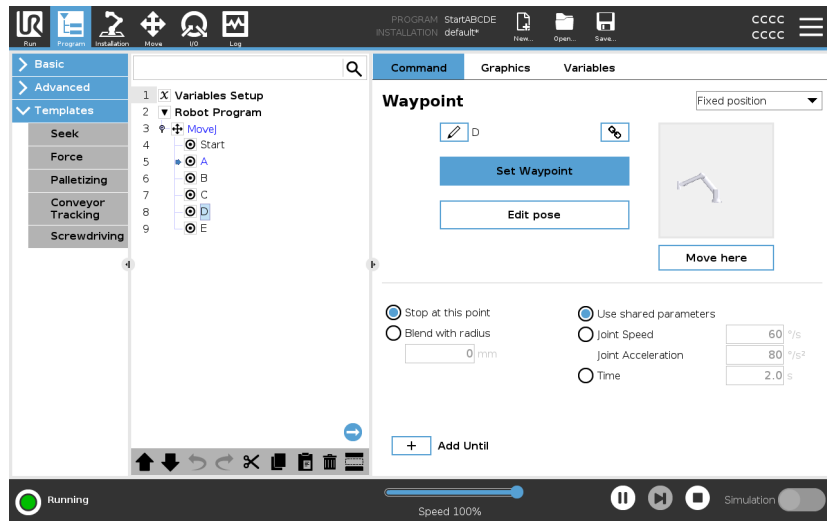 UR
PROGRAM StartABCDE
INSTALLATION default*
CCCC
CCCC
Run Program Installation Move I/O Log New... Open... Save...
Basic
Advanced
Templates
Seek
Force
Palletizing
Conveyor
Tracking
Screwdriving
1 X Variables Setup
2 Robot Program
3 MoveJ
4 Start
5 A
6 B
7 C
8 D
9 E
Command Graphics Variables
Waypoint
Fixed position
D
Set Waypoint
Edit pose
Move here
Stop at this point
Blend with radius
0 mm
Use shared parameters
Joint Speed 60 °/s
Joint Acceleration 80 °/s²
Time 2.0 s
+ Add Until
Running
Speed 100%
Simulation